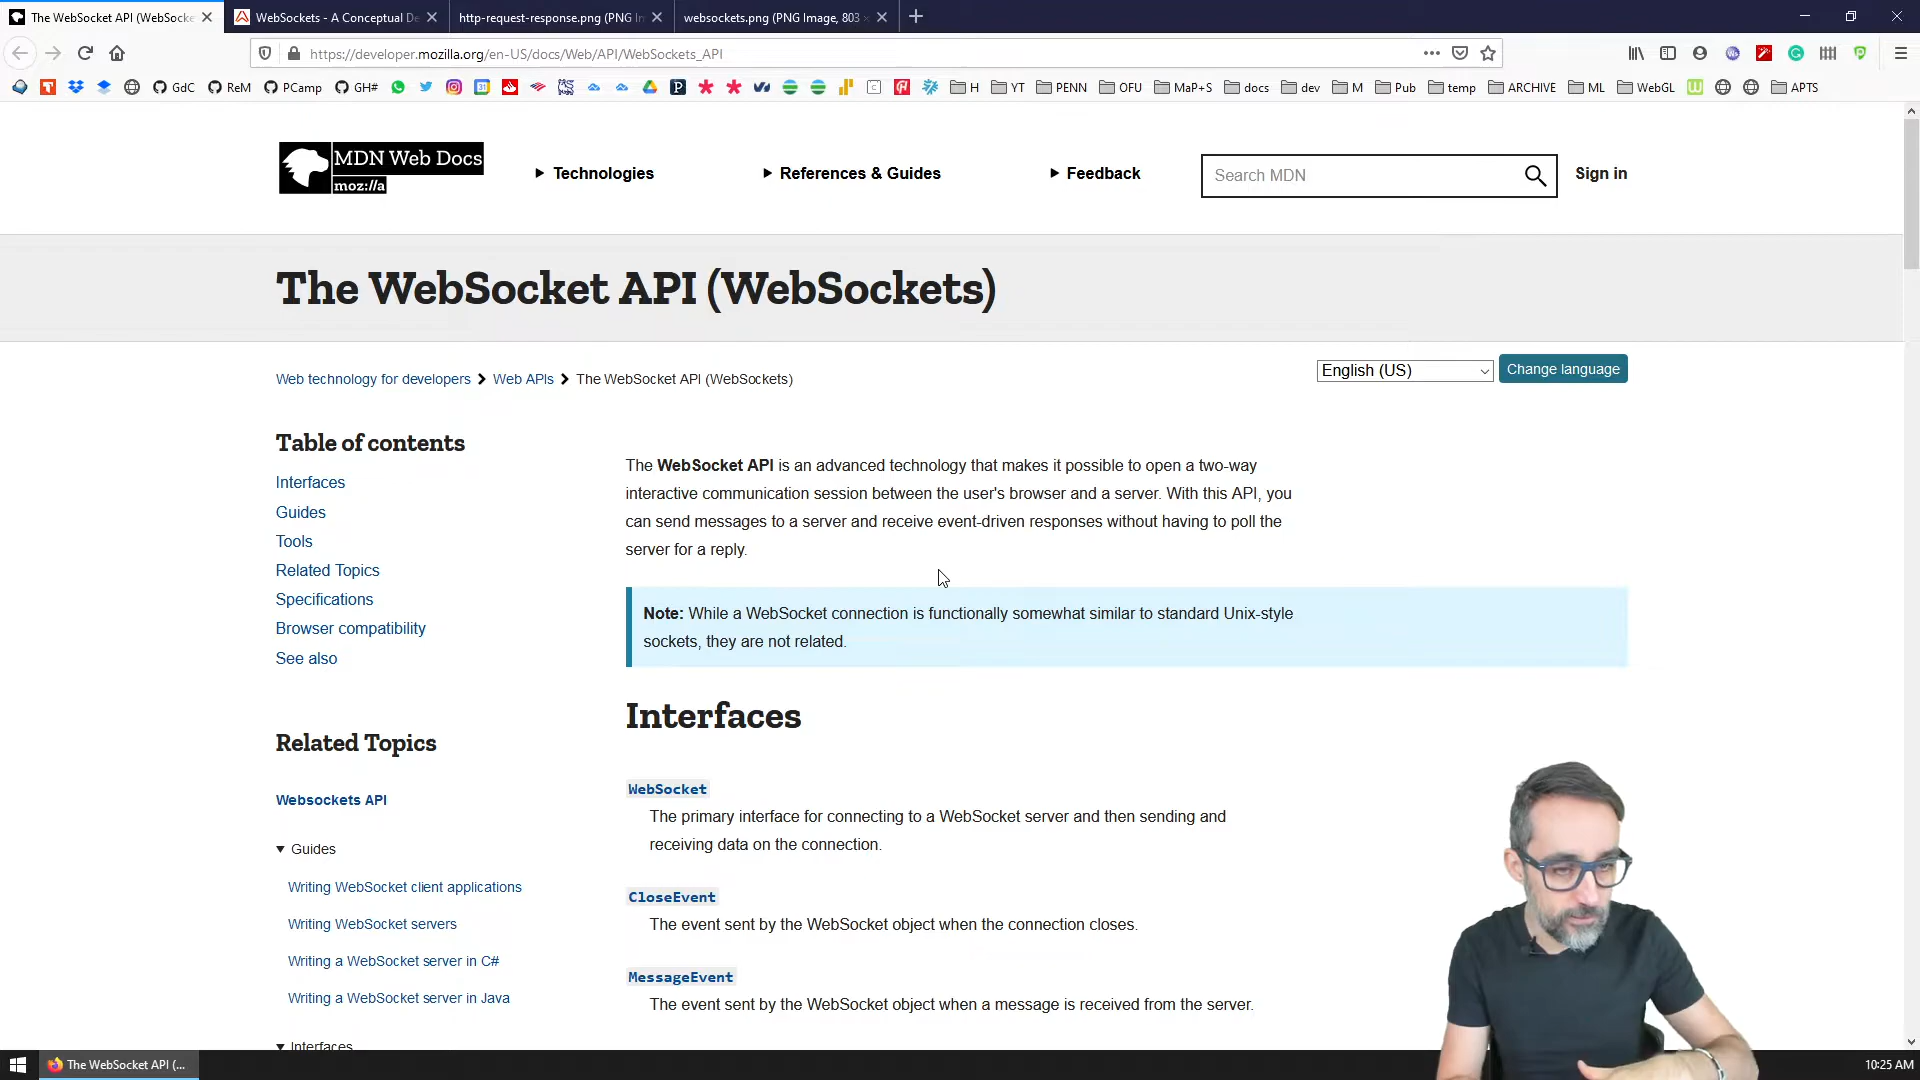 The WebSocket API (WebSocke
WebSockets - A Conceptual De
http-request-response.png (PNG I
websockets.png (PNG Image, 803
https://developer.mozilla.org/en-US/docs/Web/API/WebSockets_API
GdC
ReM
PCamp
GH#
H
YT
PENN
OFU
MaP+S
docs
dev
M
Pub
temp
ARCHIVE
ML
WebGL
APTS
MDN Web Docs
moz://a
Technologies
References & Guides
Feedback
Search MDN
Sign in
The WebSocket API (WebSockets)
Web technology for developers
Web APIs
The WebSocket API (WebSockets)
English (US)
Change language
Table of contents
Interfaces
Guides
Tools
Related Topics
Specifications
Browser compatibility
See also
Related Topics
Websockets API
Guides
Writing WebSocket client applications
Writing WebSocket servers
Writing a WebSocket server in C#
Writing a WebSocket server in Java
Interfaces
The WebSocket API is an advanced technology that makes it possible to open a two-way
interactive communication session between the user's browser and a server. With this API, you
can send messages to a server and receive event-driven responses without having to poll the
server for a reply.
Note: While a WebSocket connection is functionally somewhat similar to standard Unix-style
sockets, they are not related.
Interfaces
WebSocket
The primary interface for connecting to a WebSocket server and then sending and
receiving data on the connection.
CloseEvent
The event sent by the WebSocket object when the connection closes.
MessageEvent
The event sent by the WebSocket object when a message is received from the server.
The WebSocket API (...
10:25 AM